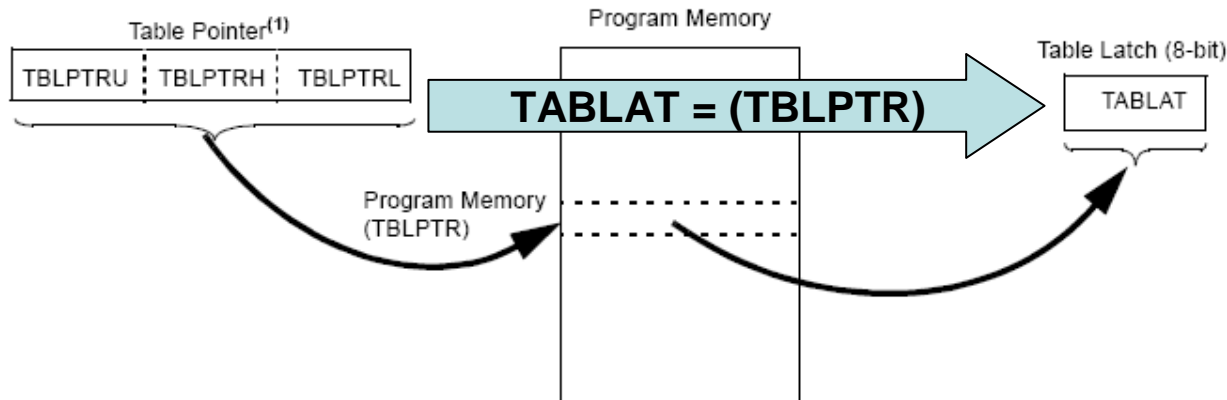 Program Memory
Table Pointer(1)
Table Latch (8-bit)
TBLPTRU TBLPTRH TBLPTRL
TABLAT = (TBLPTR)
TABLAT
Program Memory
(TBLPTR)